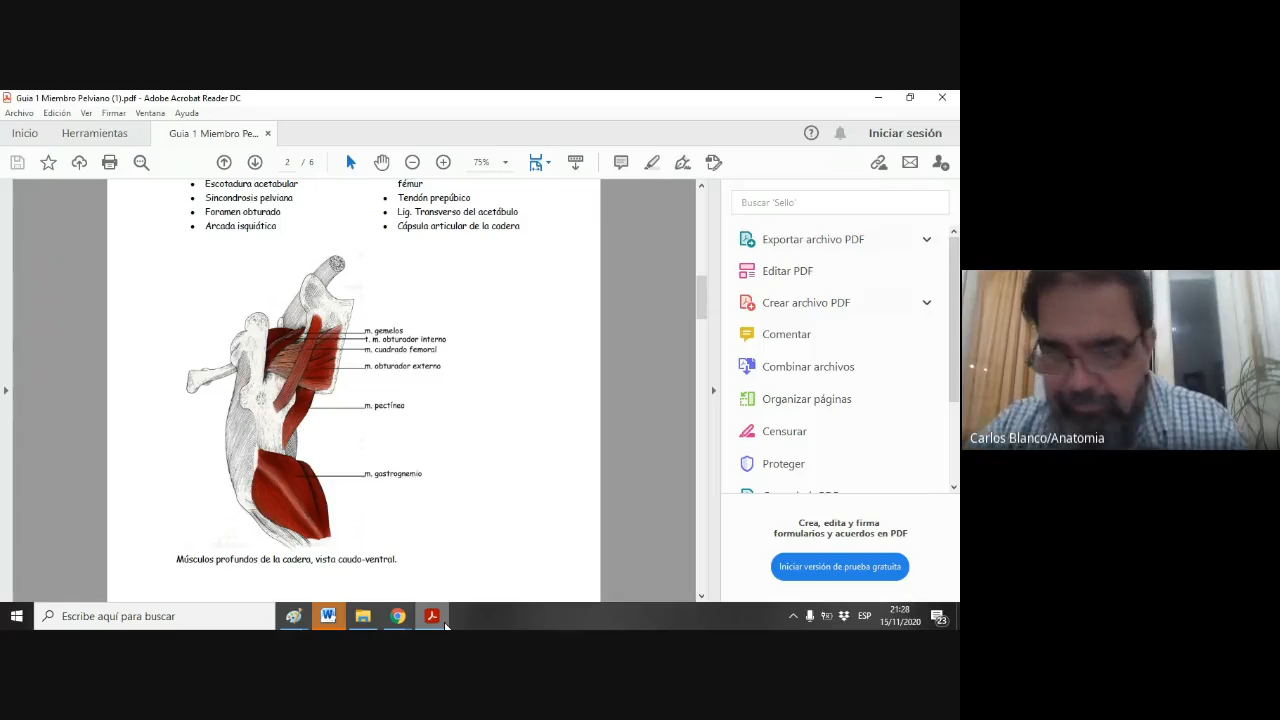 Guia 1 Miembro Pelviano (1).pdf - Adobe Acrobat Reader DC
Archivo Edición Ver Firmar Ventana Ayuda
Inicio Herramientas Guia 1 Miembro Pe... × Iniciar sesión
2 / 6 75%
Escotadura acetabular
Sincondrosis pelviana
Foramen obturado
Arcada isquiática
fémur
Tendón prepúbico
Lig. Transverso del acetábulo
Cápsula articular de la cadera
m. gemelos
t. m. obturador interno
m. cuadrado femoral
m. obturador externo
m. pectíneo
m. gastrognemio
Músculos profundos de la cadera, vista caudo-ventral.
Buscar 'Sello'
Exportar archivo PDF
Editar PDF
Crear archivo PDF
Comentar
Combinar archivos
Organizar páginas
Censurar
Proteger
Crea, edita y firma
formularios y acuerdos en PDF
Iniciar versión de prueba gratuita
Carlos Blanco/Anatomia
Escribe aquí para buscar
ESP
21:28
15/11/2020
23